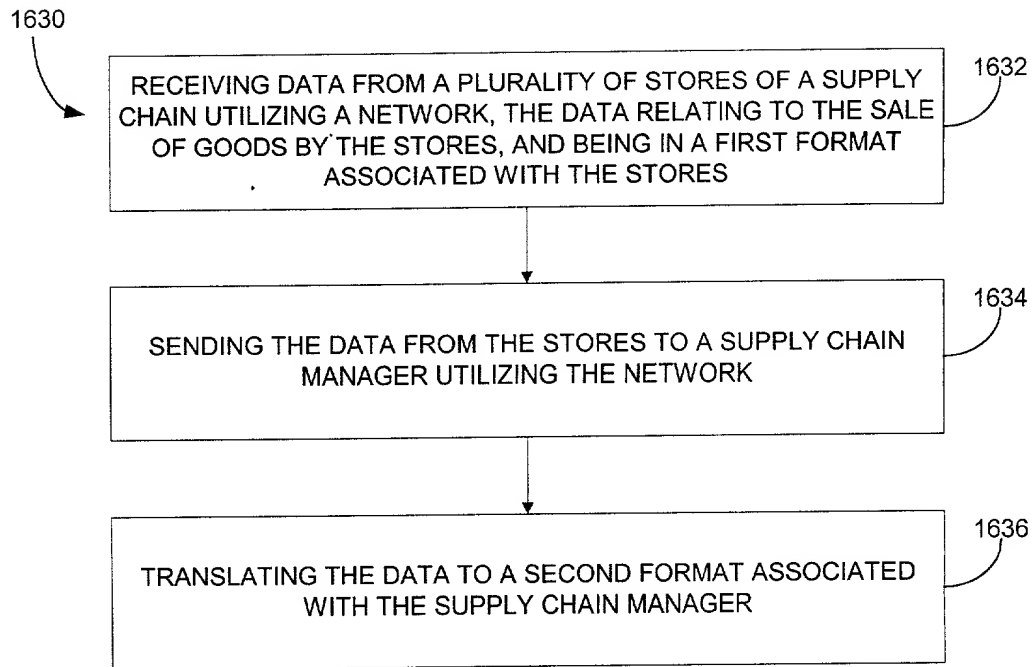 1630
RECEIVING DATA FROM A PLURALITY OF STORES OF A SUPPLY
CHAIN UTILIZING A NETWORK, THE DATA RELATING TO THE SALE
OF GOODS BY THE STORES, AND BEING IN A FIRST FORMAT
ASSOCIATED WITH THE STORES
1632
SENDING THE DATA FROM THE STORES TO A SUPPLY CHAIN
MANAGER UTILIZING THE NETWORK
1634
TRANSLATING THE DATA TO A SECOND FORMAT ASSOCIATED
WITH THE SUPPLY CHAIN MANAGER
1636